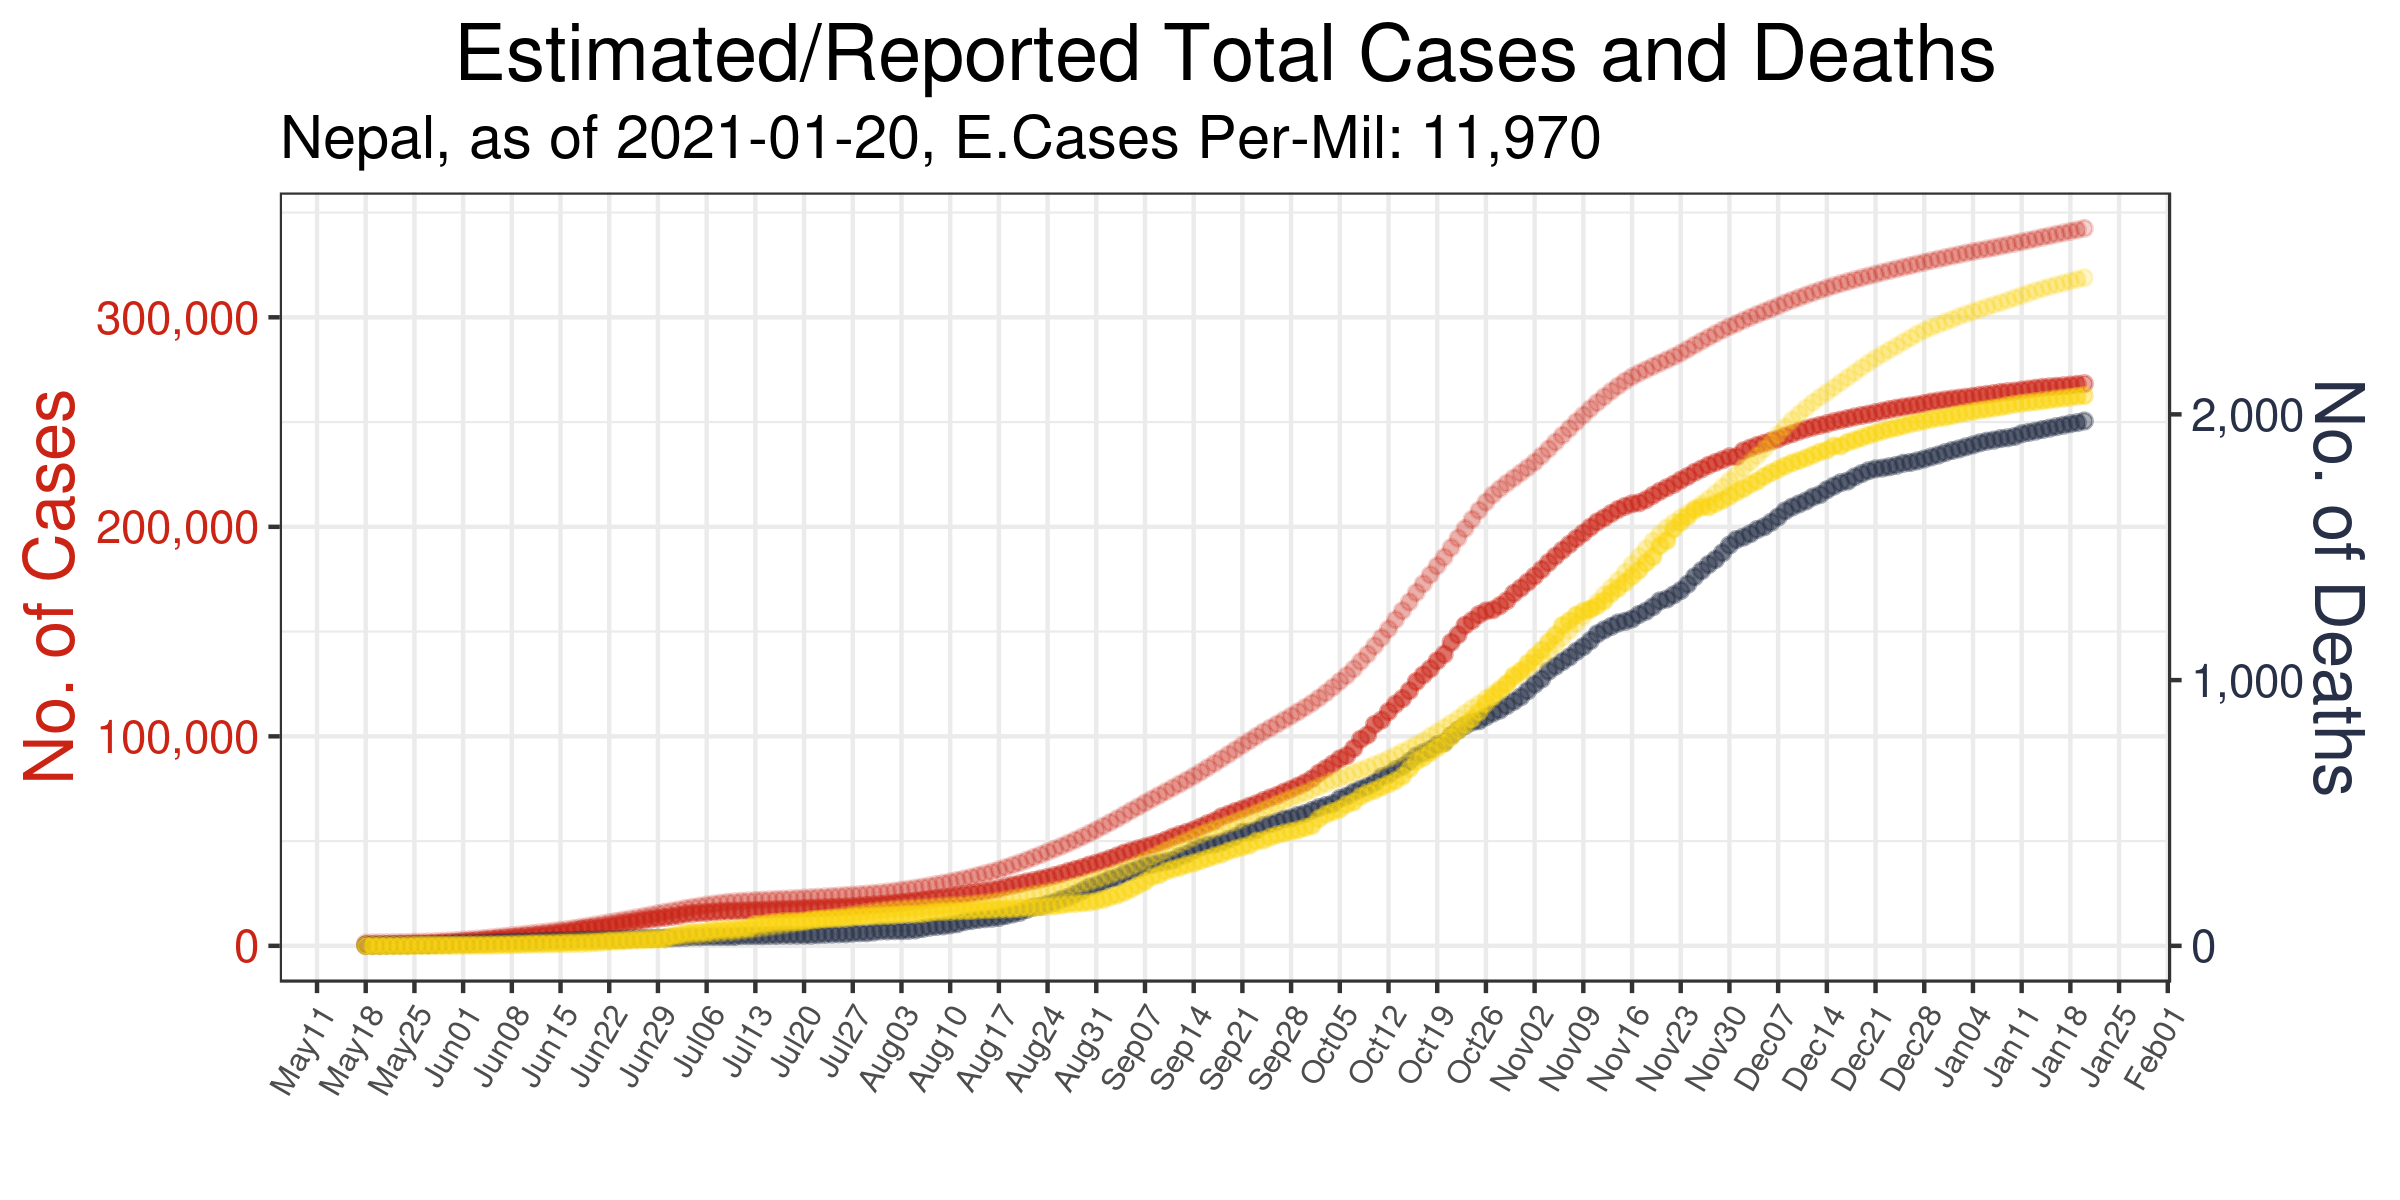 Estimated/Reported Total Cases and Deaths
Nepal, as of 2021-01-20, E.Cases Per-Mil: 11,970
No. of Cases
300,000
200,000
100,000
0
2,000
1,000
0
No. of Deaths
May11 May18 May25 Jun01 Jun08 Jun15 Jun22 Jun29 Jul06 Jul13 Jul20 Jul27 Aug03 Aug10 Aug17 Aug24 Aug31 Sep07 Sep14 Sep21 Sep28 Oct05 Oct12 Oct19 Oct26 Nov02 Nov09 Nov16 Nov23 Nov30 Dec07 Dec14 Dec21 Dec28 Jan04 Jan11 Jan18 Jan25 Feb01